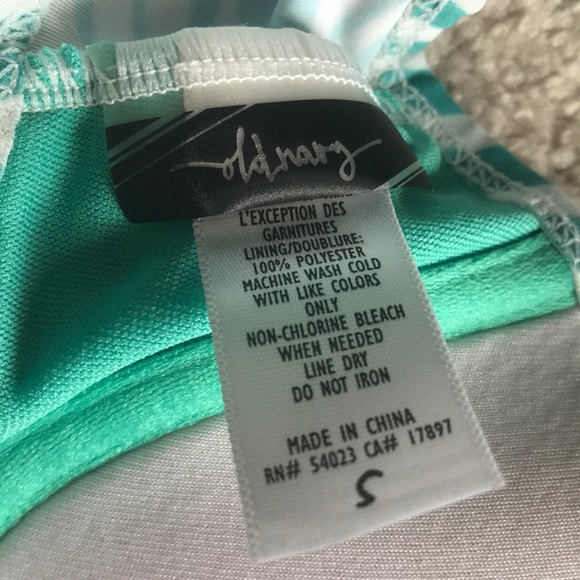 old navy
L'EXCEPTION DES
GARNITURES
LINING/DOUBLURE:
100% POLYESTER
MACHINE WASH COLD
WITH LIKE COLORS
ONLY
NON-CHLORINE BLEACH
WHEN NEEDED
LINE DRY
DO NOT IRON
MADE IN CHINA
RN# 54023 CA# 17897
S